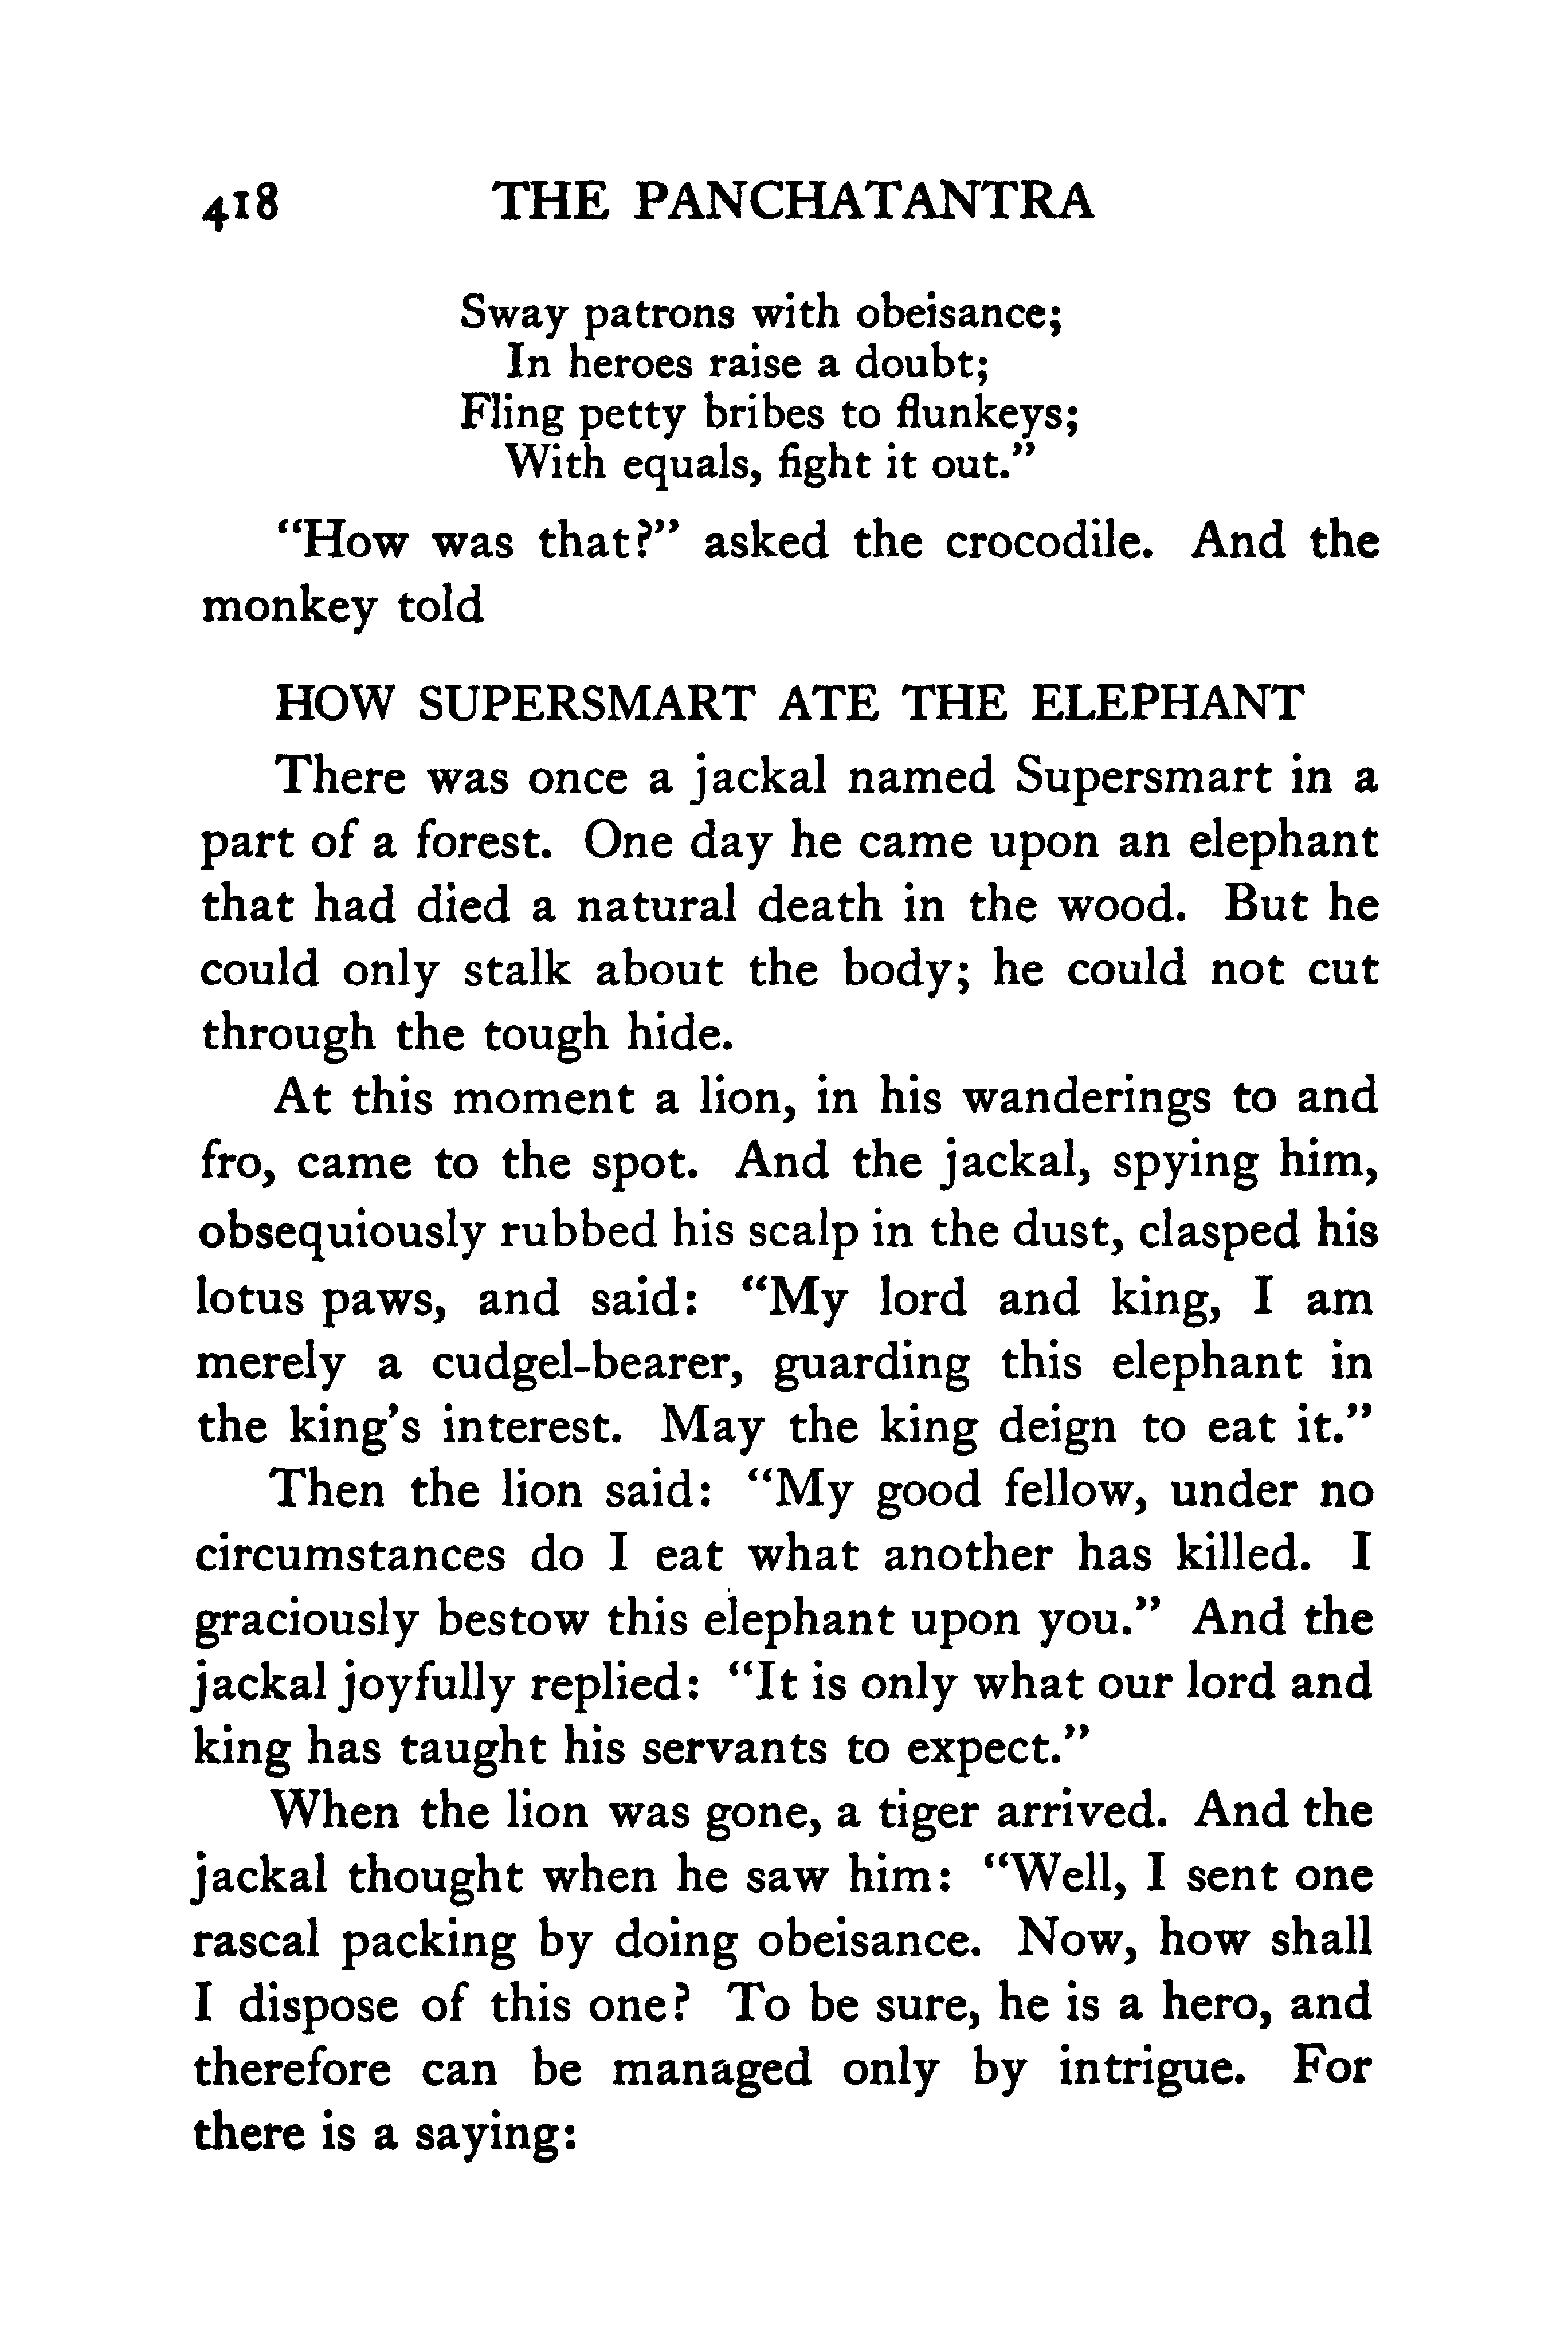 418 THE PANCHATANTRA
Sway patrons with obeisance;
In heroes raise a doubt;
Fling petty bribes to flunkeys;
With equals, fight it out.”
“How was that?” asked the crocodile. And the
monkey told
HOW SUPERSMART ATE THE ELEPHANT
There was once a jackal named Supersmart in a
part of a forest. One day he came upon an elephant
that had died a natural death in the wood. But he
could only stalk about the body; he could not cut
through the tough hide.
At this moment a lion, in his wanderings to and
fro, came to the spot. And the jackal, spying him,
obsequiously rubbed his scalp in the dust, clasped his
lotus paws, and said: “My lord and king, I am
merely a cudgel-bearer, guarding this elephant in
the king’s interest. May the king deign to eat it.”
Then the lion said: “My good fellow, under no
circumstances do I eat what another has killed. I
graciously bestow this elephant upon you.” And the
jackal joyfully replied: “It is only what our lord and
king has taught his servants to expect.”
When the lion was gone, a tiger arrived. And the
jackal thought when he saw him: “Well, I sent one
rascal packing by doing obeisance. Now, how shall
I dispose of this one? To be sure, he is a hero, and
therefore can be managed only by intrigue. For
there is a saying: